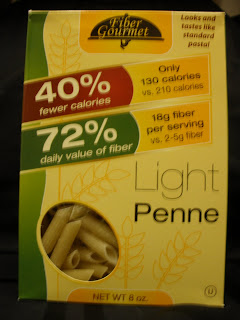 Fiber
Gourmet
Looks and
tastes like
standard
pasta!
40%
fewer calories
Only
130 calories
vs. 210 calories
72%
daily value of fiber
18g fiber
per serving
vs. 2-5g fiber
Light
Penne
NET WT 8 oz.
U